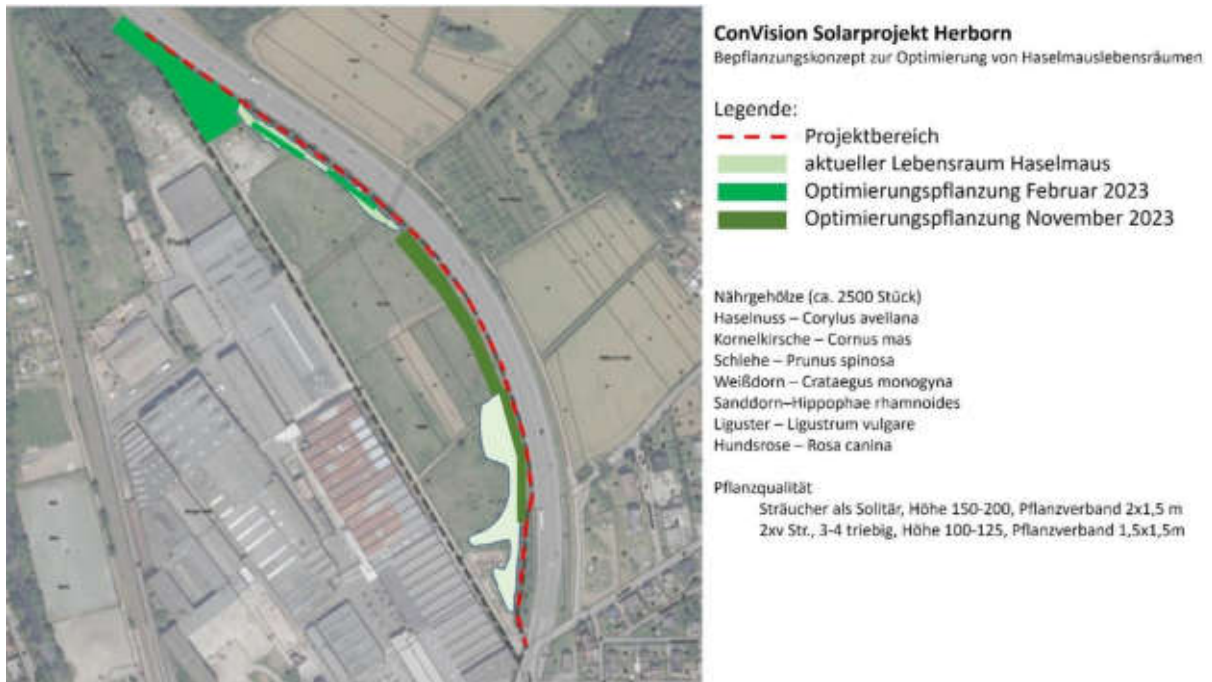 ConVision Solarprojekt Herborn
Bepflanzungskonzept zur Optimierung von Haselmauslebensräumen
Legende:
Projektbereich
aktueller Lebensraum Haselmaus
Optimierungspflanzung Februar 2023
Optimierungspflanzung November 2023
Nährgehölze (ca. 2500 Stück)
Haselnuss – Corylus avellana
Kornelkirsche – Cornus mas
Schlehe – Prunus spinosa
Weißdorn – Crataegus monogyna
Sanddorn–Hippophae rhamnoides
Liguster – Ligustrum vulgare
Hundsrose – Rosa canina
Pflanzqualität
Sträucher als Solitär, Höhe 150-200, Pflanzverband 2x1,5 m
2xv Str., 3-4 triebig, Höhe 100-125, Pflanzverband 1,5x1,5m